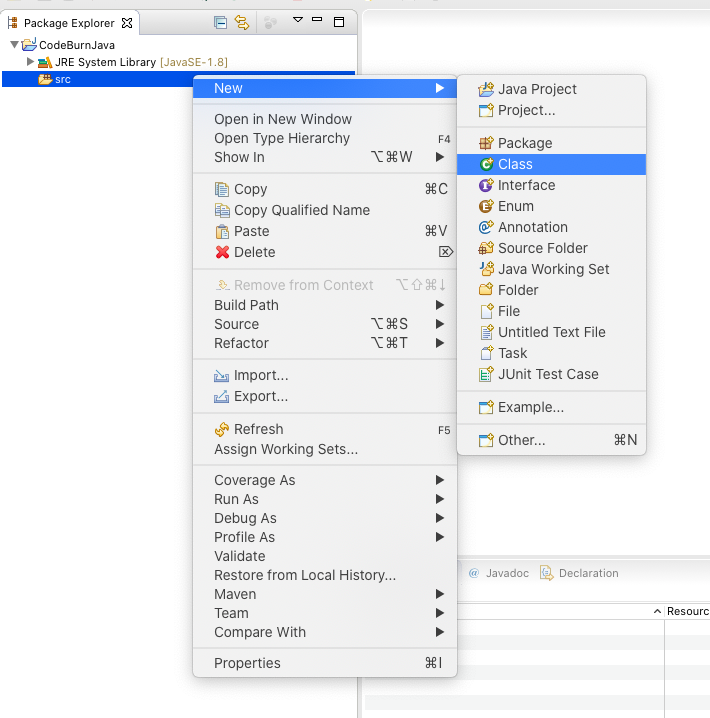 Package Explorer
CodeBurnJava
JRE System Library [JavaSE-1.8]
src
New
Open in New Window
Open Type Hierarchy F4
Show In ⌥⌘W
Copy ⌘C
Copy Qualified Name
Paste ⌘V
Delete ⌦
Remove from Context ⌥⇧⌘↓
Build Path
Source ⌥⌘S
Refactor ⌥⌘T
Import...
Export...
Refresh F5
Assign Working Sets...
Coverage As
Run As
Debug As
Profile As
Validate
Restore from Local History...
Maven
Team
Compare With
Properties ⌘I
Java Project
Project...
Package
Class
Interface
Enum
Annotation
Source Folder
Java Working Set
Folder
File
Untitled Text File
Task
JUnit Test Case
Example...
Other... ⌘N
@ Javadoc Declaration
Resourc